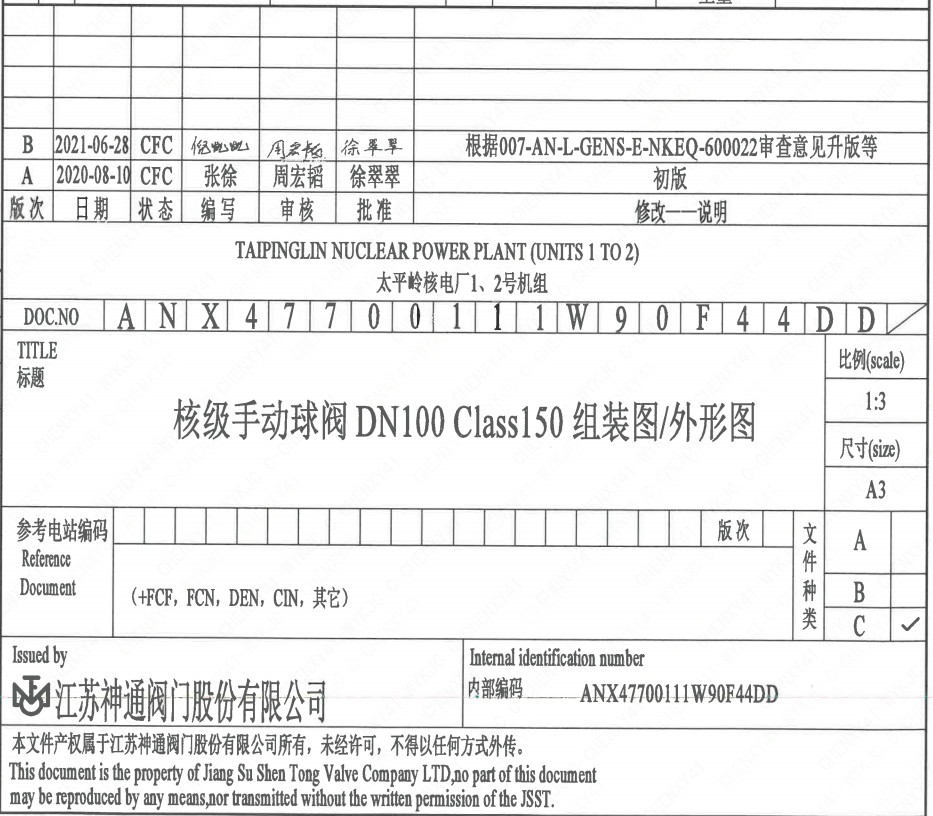 B 2021-06-28 CFC 周宏韬 徐翠翠 根据007-AN-L-GENS-E-NKEQ-600022审查意见升版等
A 2020-08-10 CFC 张徐 周宏韬 徐翠翠 初版
版次 日期 状态 编写 审核 批准 修改——说明
TAIPINGLIN NUCLEAR POWER PLANT (UNITS 1 TO 2)
太平岭核电厂1、2号机组
DOC.NO A N X 4 7 7 0 0 1 1 1 W 9 0 F 4 4 D D
TITLE
标题
核级手动球阀 DN100 Class150 组装图/外形图
比例(scale)
1:3
尺寸(size)
A3
参考电站编码
Reference
Document
版次
(+FCF, FCN, DEN, CIN, 其它)
文件种类
A
B
C ✓
Issued by
江苏神通阀门股份有限公司
Internal identification number
内部编码 ANX47700111W90F44DD
本文件产权属于江苏神通阀门股份有限公司所有，未经许可，不得以任何方式外传。
This document is the property of Jiang Su Shen Tong Valve Company LTD,no part of this document
may be reproduced by any means,nor transmitted without the written permission of the JSST.